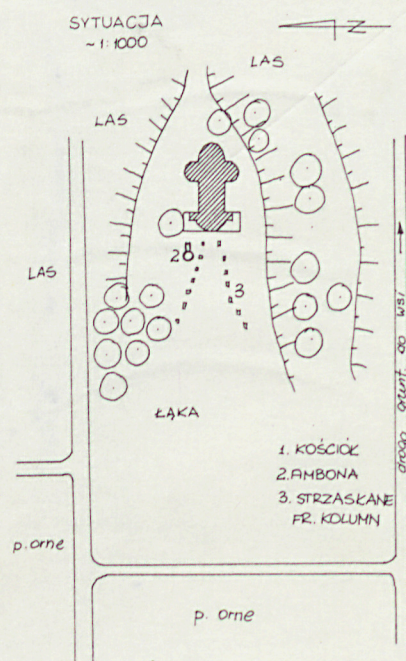 SYTUACJA
~1:1000
N
LAS
LAS
LAS
2
3
ŁĄKA
1. KOŚCIÓŁ
2. AMBONA
3. STRZASKANE
FR. KOLUMN
droga grunt. do wsi
p. orne
p. orne